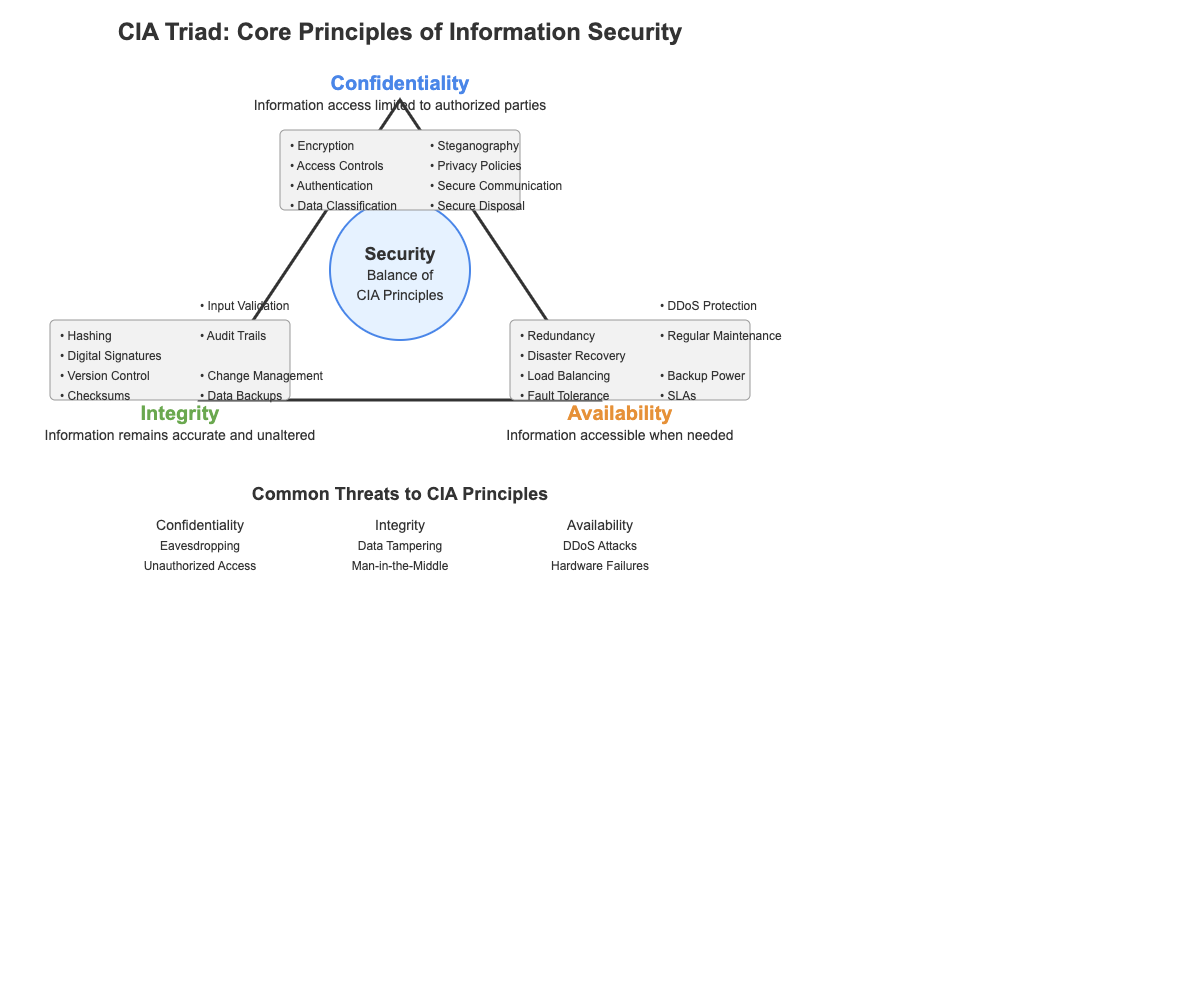 CIA Triad: Core Principles of Information Security
Confidentiality
Information access limited to authorized parties
• Encryption
• Access Controls
• Authentication
• Data Classification
• Steganography
• Privacy Policies
• Secure Communication
• Secure Disposal
Security
Balance of
CIA Principles
• Hashing
• Digital Signatures
• Version Control
• Checksums
• Input Validation
• Audit Trails
• Change Management
• Data Backups
Integrity
Information remains accurate and unaltered
• Redundancy
• Disaster Recovery
• Load Balancing
• Fault Tolerance
• DDoS Protection
• Regular Maintenance
• Backup Power
• SLAs
Availability
Information accessible when needed
Common Threats to CIA Principles
Confidentiality
Eavesdropping
Unauthorized Access
Integrity
Data Tampering
Man-in-the-Middle
Availability
DDoS Attacks
Hardware Failures